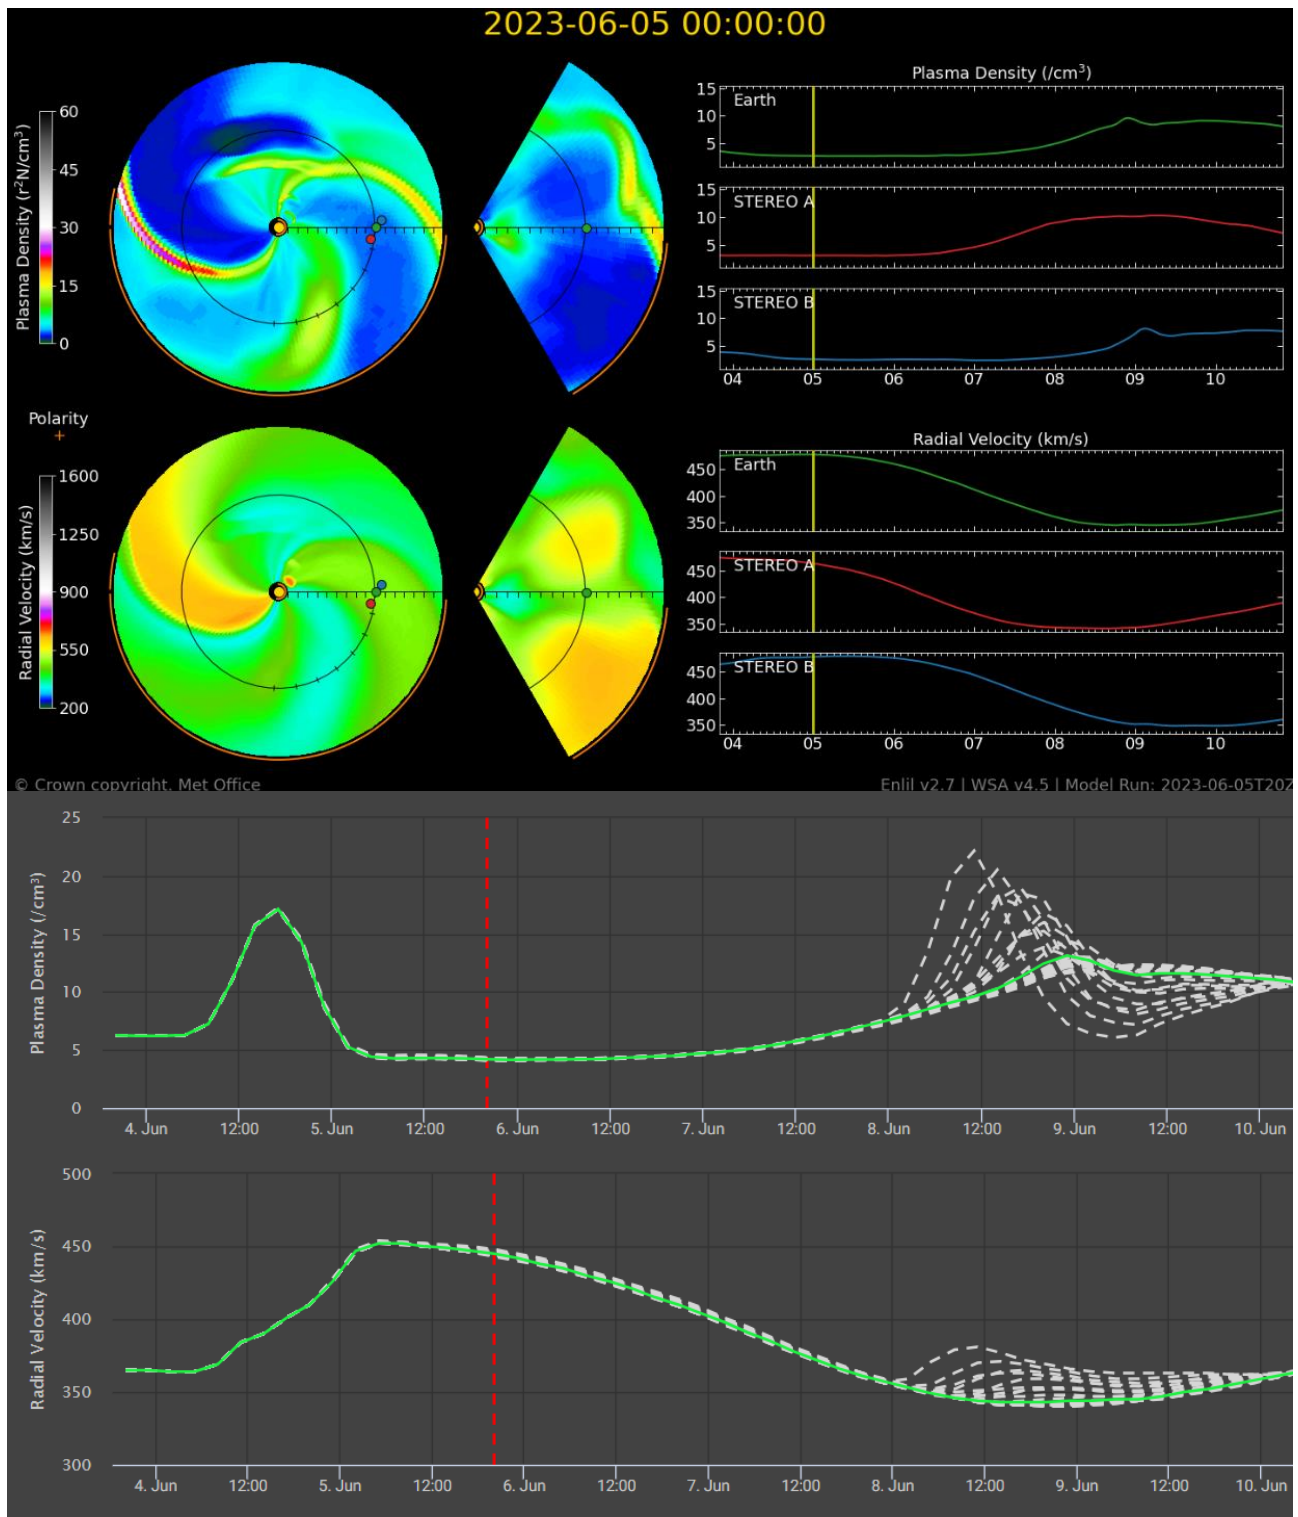 2023-06-05 00:00:00
Plasma Density (r²N/cm³)
60
45
30
15
0
Plasma Density (/cm³)
15
10
5
Earth
15
10
5
STEREO A
15
10
5
STEREO B
04 05 06 07 08 09 10
Polarity
+
Radial Velocity (km/s)
1600
1250
900
550
200
Radial Velocity (km/s)
450
400
350
Earth
450
400
350
STEREO A
450
400
350
STEREO B
04 05 06 07 08 09 10
© Crown copyright. Met Office
Enlil v2.7 | WSA v4.5 | Model Run: 2023-06-05T20Z
Plasma Density (/cm³)
25
20
15
10
5
0
4. Jun 12:00 5. Jun 12:00 6. Jun 12:00 7. Jun 12:00 8. Jun 12:00 9. Jun 12:00 10. Jun
Radial Velocity (km/s)
500
450
400
350
300
4. Jun 12:00 5. Jun 12:00 6. Jun 12:00 7. Jun 12:00 8. Jun 12:00 9. Jun 12:00 10. Jun